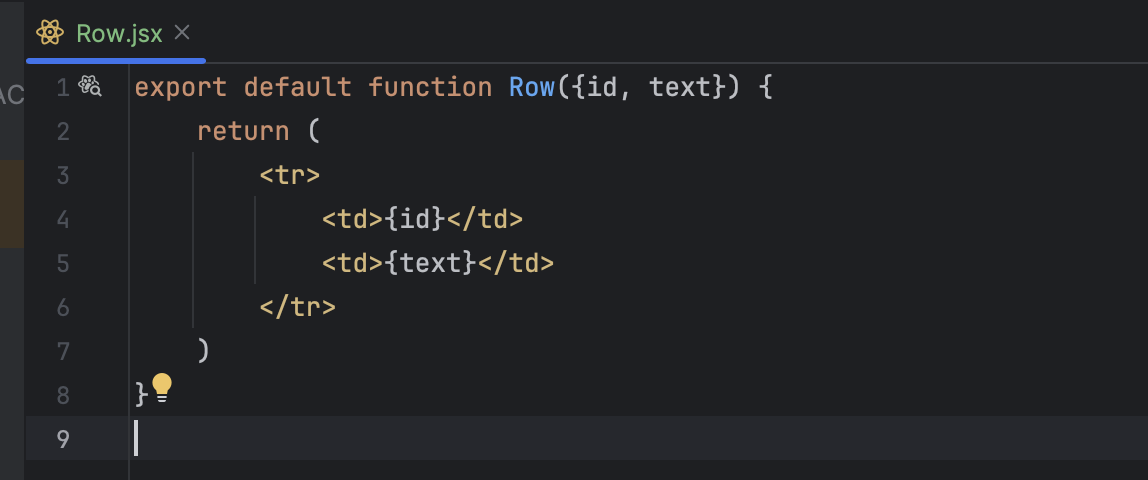 Row.jsx
AC
1 export default function Row({id, text}) {
2     return (
3         <tr>
4             <td>{id}</td>
5             <td>{text}</td>
6         </tr>
7     )
8 }
9